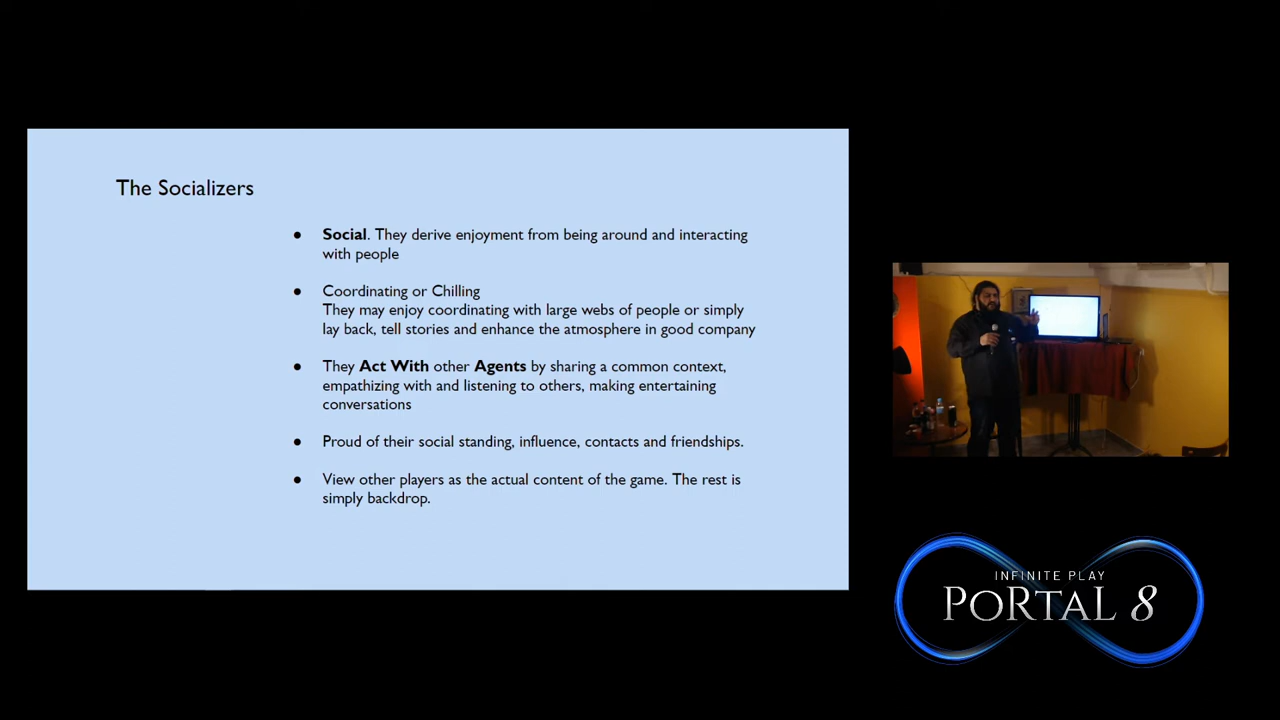 The Socializers
● Social. They derive enjoyment from being around and interacting
with people
● Coordinating or Chilling
They may enjoy coordinating with large webs of people or simply
lay back, tell stories and enhance the atmosphere in good company
● They Act With other Agents by sharing a common context,
empathizing with and listening to others, making entertaining
conversations
● Proud of their social standing, influence, contacts and friendships.
● View other players as the actual content of the game. The rest is
simply backdrop.
INFINITE PLAY
PORTAL 8